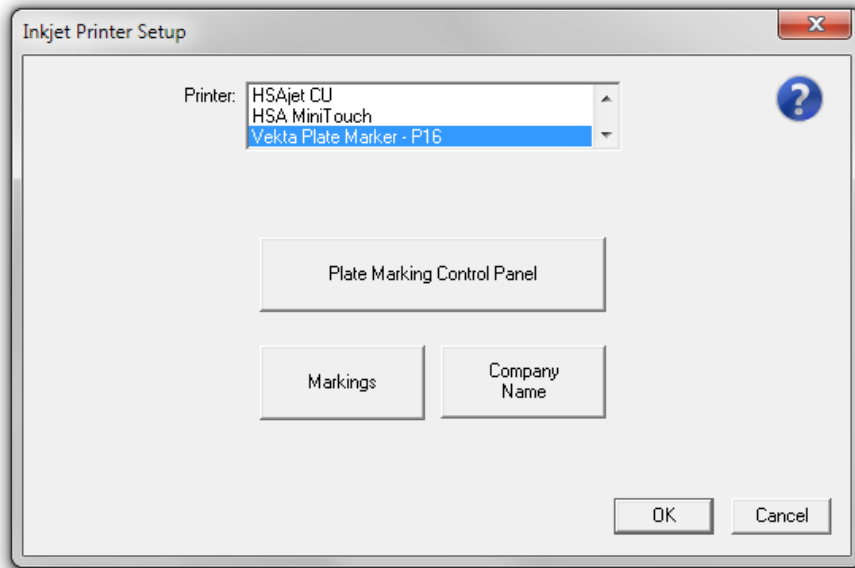 Inkjet Printer Setup
Printer:
HSAjet CU
HSA MiniTouch
Vekta Plate Marker - P16
?
Plate Marking Control Panel
Markings
Company
Name
OK
Cancel